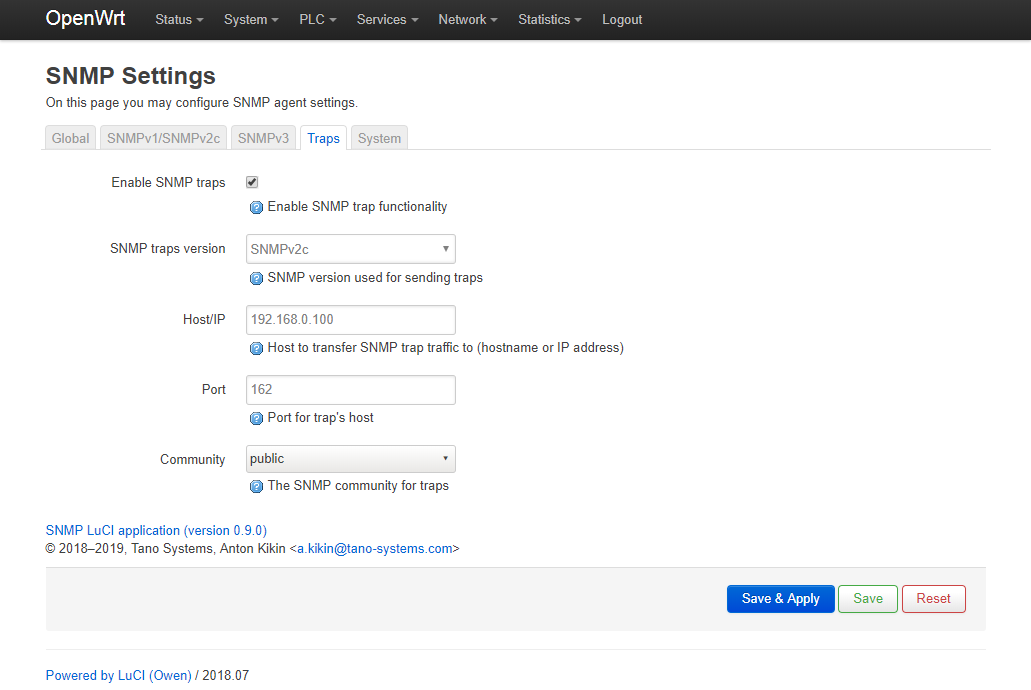 OpenWrt Status System PLC Services Network Statistics Logout
SNMP Settings
On this page you may configure SNMP agent settings.
Global SNMPv1/SNMPv2c SNMPv3 Traps System
Enable SNMP traps
Enable SNMP trap functionality
SNMP traps version SNMPv2c
SNMP version used for sending traps
Host/IP 192.168.0.100
Host to transfer SNMP trap traffic to (hostname or IP address)
Port 162
Port for trap's host
Community public
The SNMP community for traps
SNMP LuCI application (version 0.9.0)
© 2018–2019, Tano Systems, Anton Kikin <a.kikin@tano-systems.com>
Save & Apply Save Reset
Powered by LuCI (Owen) / 2018.07